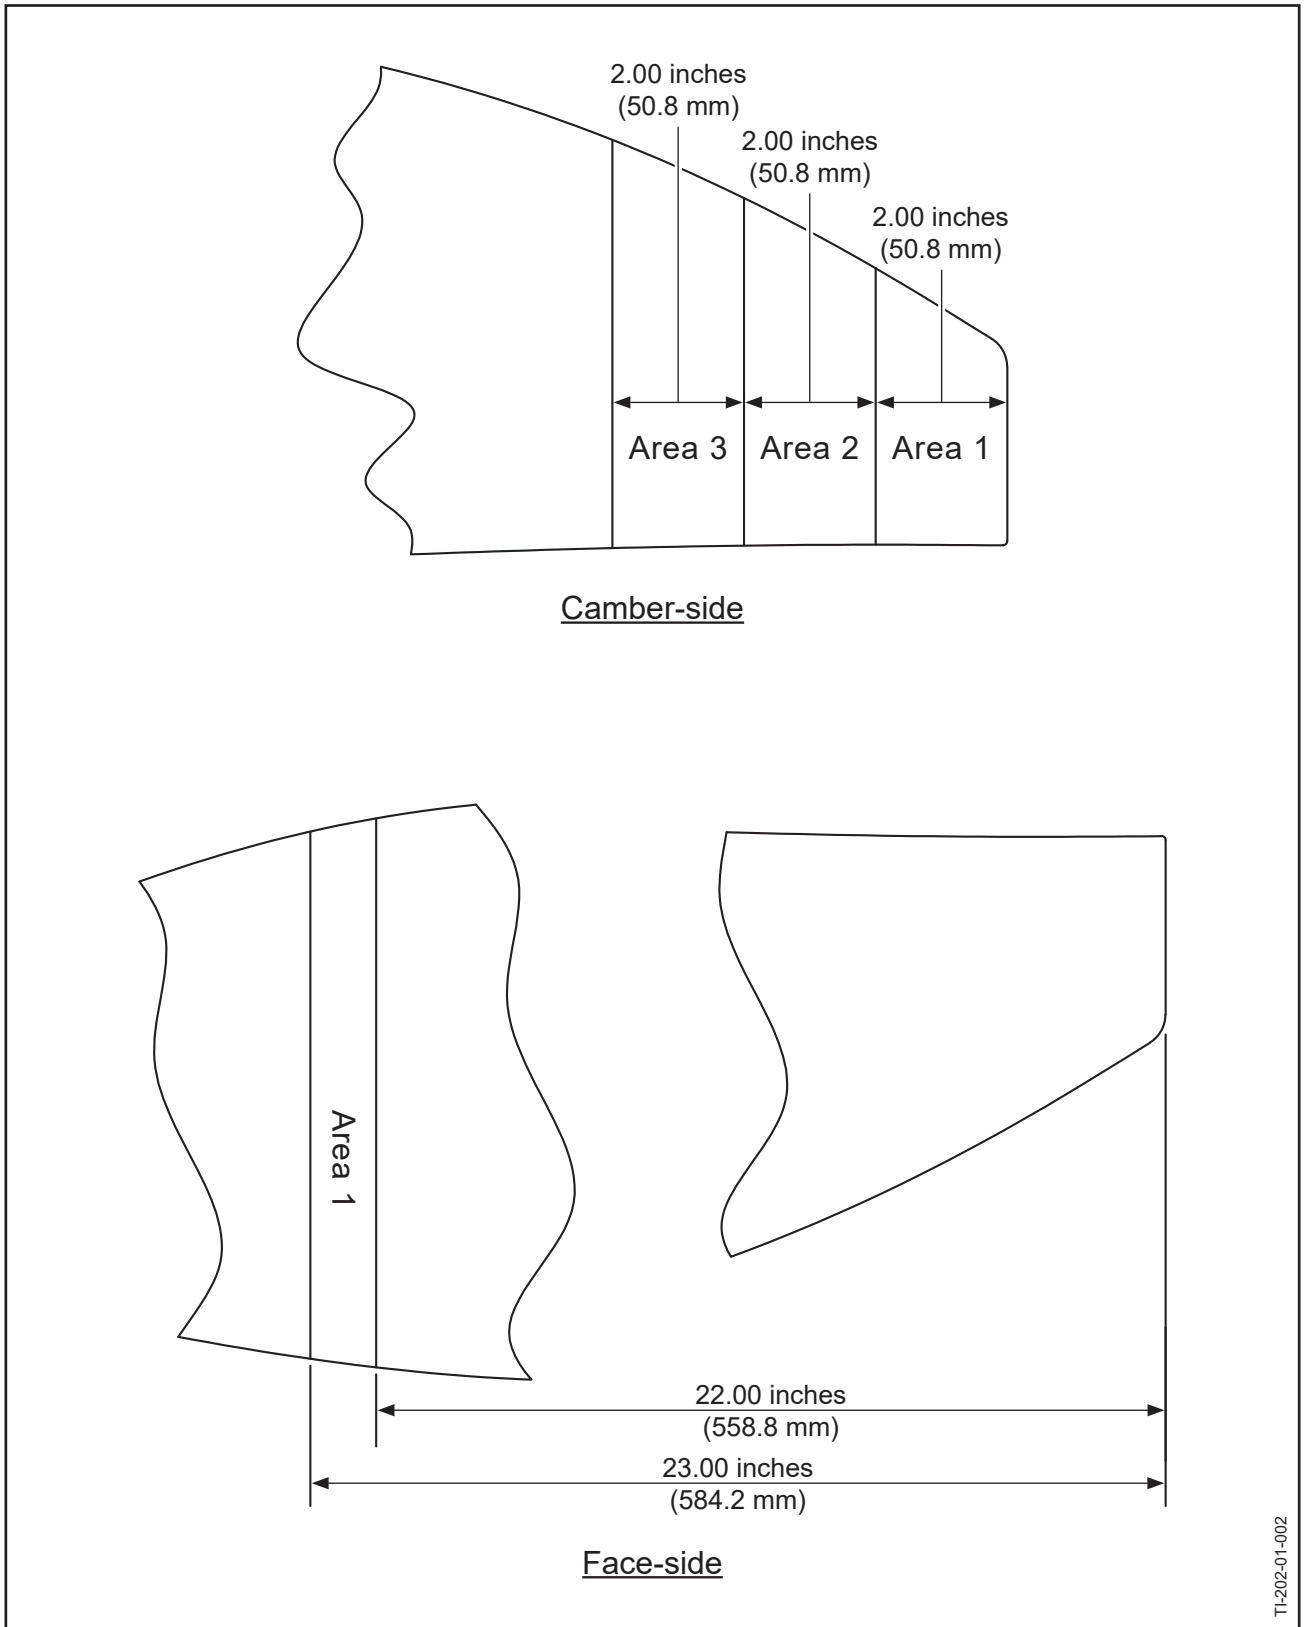 2.00 inches
(50.8 mm)
2.00 inches
(50.8 mm)
2.00 inches
(50.8 mm)
Area 3
Area 2
Area 1
Camber-side
Area 1
22.00 inches
(558.8 mm)
23.00 inches
(584.2 mm)
Face-side
TI-202-01-002